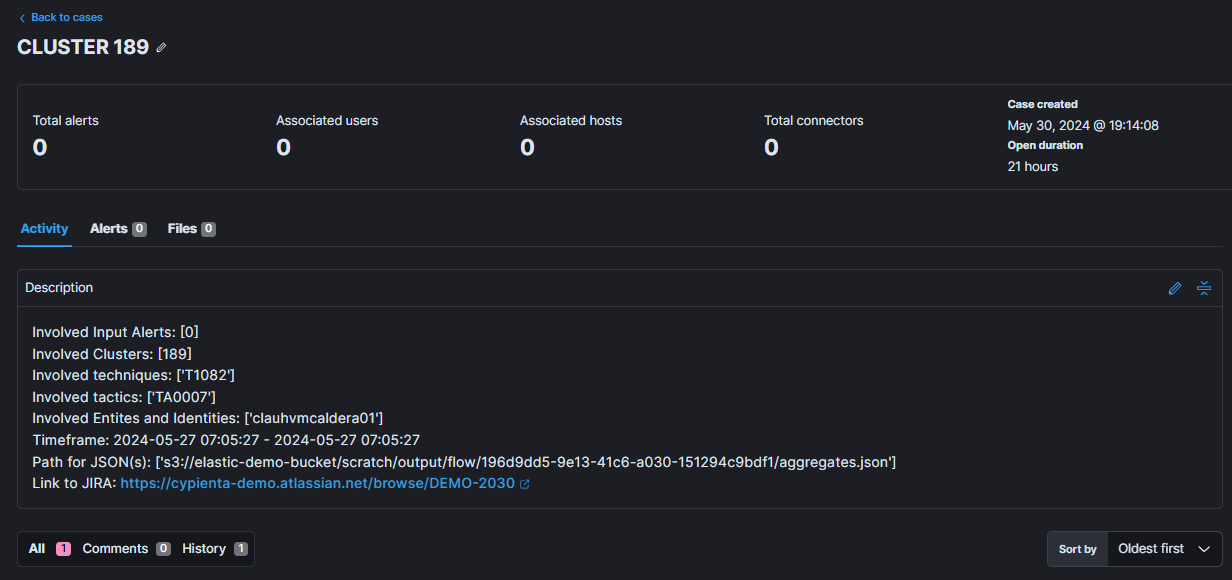 Back to cases
CLUSTER 189
Total alerts
0
Associated users
0
Associated hosts
0
Total connectors
0
Case created
May 30, 2024 @ 19:14:08
Open duration
21 hours
Activity Alerts 0 Files 0
Description
Involved Input Alerts: [0]
Involved Clusters: [189]
Involved techniques: ['T1082']
Involved tactics: ['TA0007']
Involved Entites and Identities: ['clauhvmcaldera01']
Timeframe: 2024-05-27 07:05:27 - 2024-05-27 07:05:27
Path for JSON(s): ['s3://elastic-demo-bucket/scratch/output/flow/196d9dd5-9e13-41c6-a030-151294c9bdf1/aggregates.json']
Link to JIRA: https://cypienta-demo.atlassian.net/browse/DEMO-2030
All 1 Comments 0 History 1
Sort by Oldest first